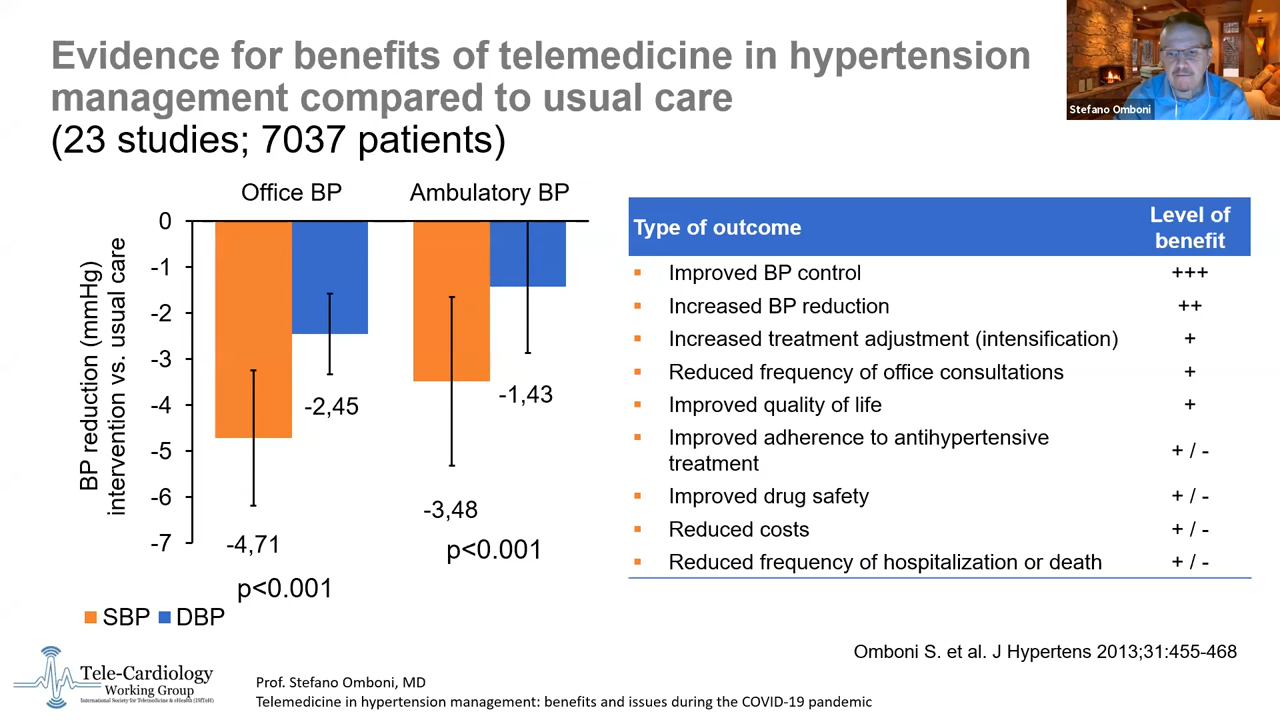 Evidence for benefits of telemedicine in hypertension
management compared to usual care
(23 studies; 7037 patients)
Stefano Omboni
Office BP
Ambulatory BP
BP reduction (mmHg)
intervention vs. usual care
0
-1
-2
-3
-4
-5
-6
-7
-4,71
-2,45
-3,48
-1,43
p<0.001
p<0.001
SBP
DBP
Type of outcome
Level of
benefit
Improved BP control
+++
Increased BP reduction
++
Increased treatment adjustment (intensification)
+
Reduced frequency of office consultations
+
Improved quality of life
+
Improved adherence to antihypertensive
treatment
+ / -
Improved drug safety
+ / -
Reduced costs
+ / -
Reduced frequency of hospitalization or death
+ / -
Omboni S. et al. J Hypertens 2013;31:455-468
Tele-Cardiology
Working Group
International Society for Telemedicine & eHealth (ISfTeH)
Prof. Stefano Omboni, MD
Telemedicine in hypertension management: benefits and issues during the COVID-19 pandemic